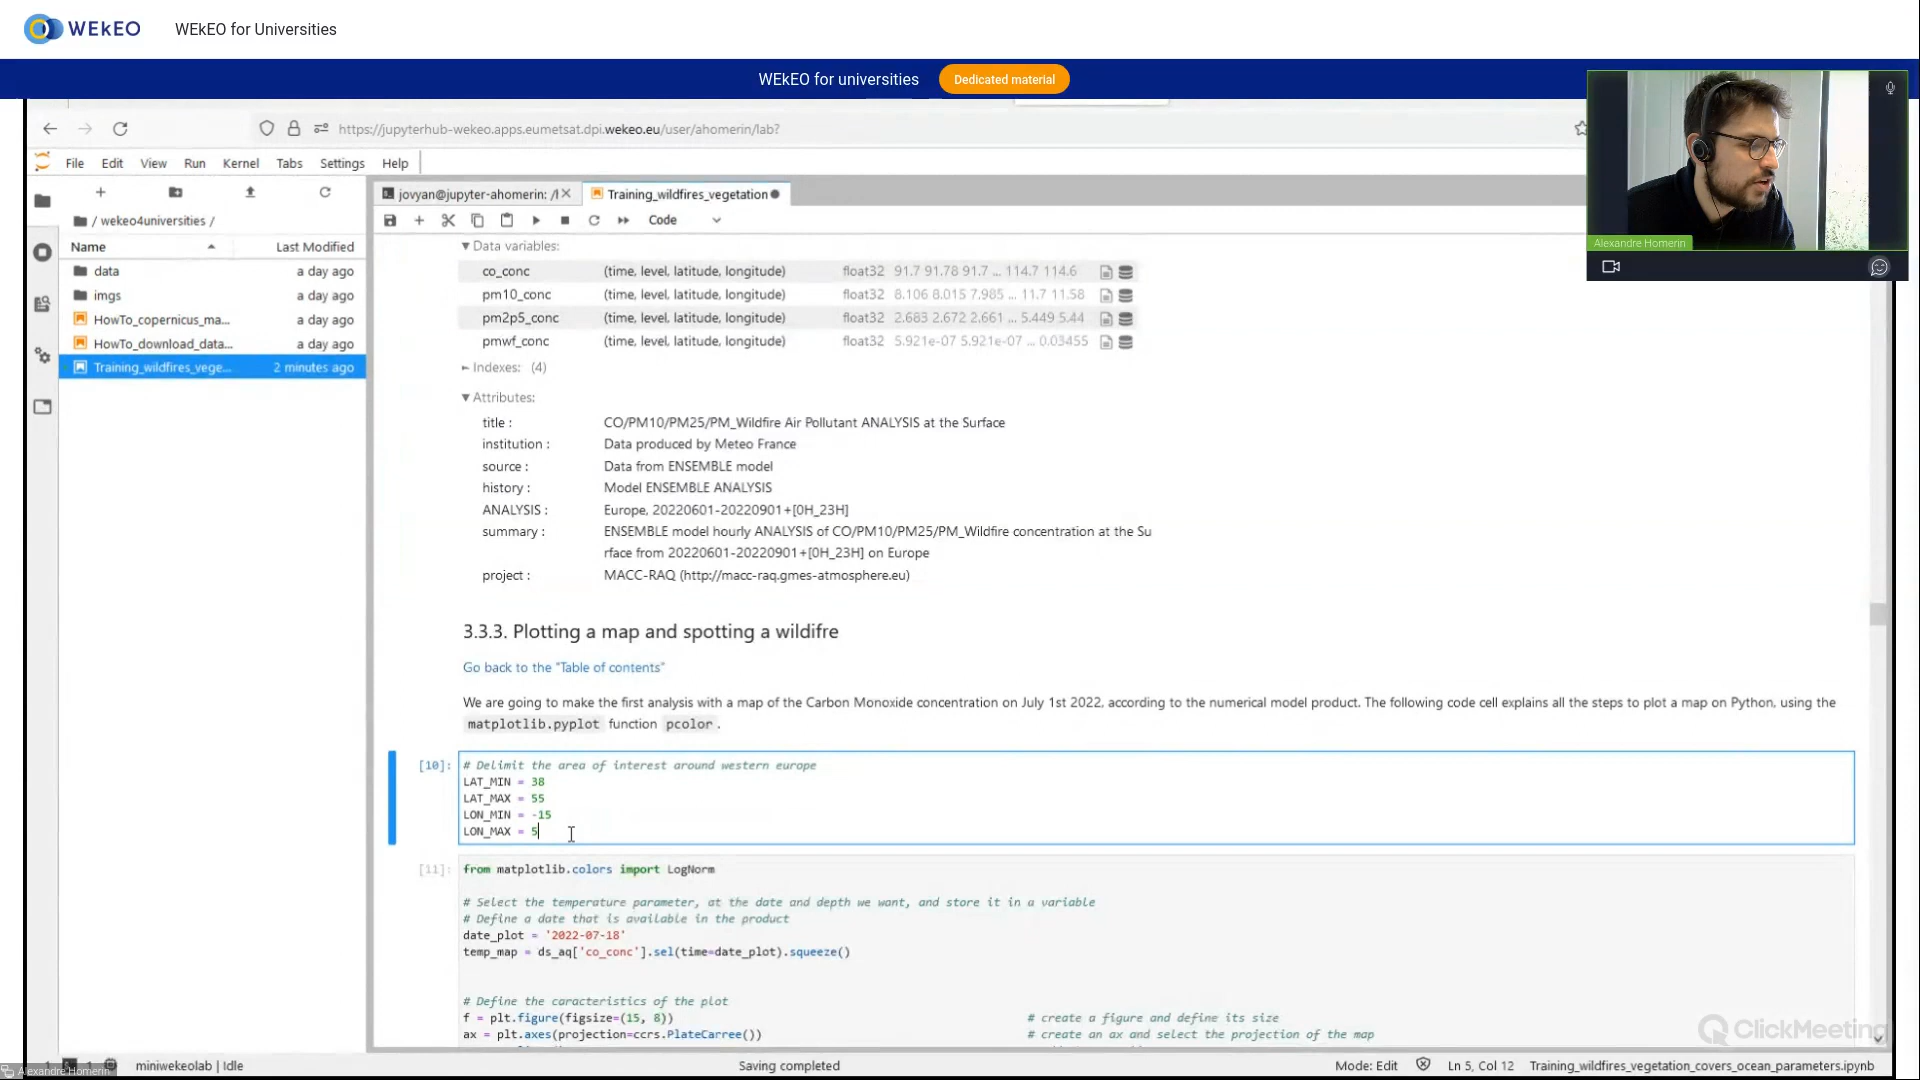 WEkEO
WEkEO for Universities
WEkEO for universities
Dedicated material
https://jupyterhub-wekeo.apps.eumetsat.dpi.wekeo.eu/user/ahomerin/lab?
File Edit View Run Kernel Tabs Settings Help
jovyan@jupyter-ahomerin: /
Training_wildfires_vegetation
Code
/ wekeo4universities /
Name
Last Modified
data a day ago
imgs a day ago
HowTo_copernicus_ma... a day ago
HowTo_download_data... a day ago
Training_wildfires_vege... 2 minutes ago
Data variables:
co_conc (time, level, latitude, longitude) float32 91.7 91.78 91.7 ... 114.7 114.6
pm10_conc (time, level, latitude, longitude) float32 8.106 8.015 7.985 ... 11.7 11.58
pm2p5_conc (time, level, latitude, longitude) float32 2.683 2.672 2.661 ... 5.449 5.44
pmwf_conc (time, level, latitude, longitude) float32 5.921e-07 5.921e-07 ... 0.03455
Indexes: (4)
Attributes:
title : CO/PM10/PM25/PM_Wildfire Air Pollutant ANALYSIS at the Surface
institution : Data produced by Meteo France
source : Data from ENSEMBLE model
history : Model ENSEMBLE ANALYSIS
ANALYSIS : Europe, 20220601-20220901+[0H_23H]
summary : ENSEMBLE model hourly ANALYSIS of CO/PM10/PM25/PM_Wildfire concentration at the Su
rface from 20220601-20220901+[0H_23H] on Europe
project : MACC-RAQ (http://macc-raq.gmes-atmosphere.eu)
3.3.3. Plotting a map and spotting a wildifre
Go back to the "Table of contents"
We are going to make the first analysis with a map of the Carbon Monoxide concentration on July 1st 2022, according to the numerical model product. The following code cell explains all the steps to plot a map on Python, using the
matplotlib.pyplot function pcolor .
[10]: # Delimit the area of interest around western europe
LAT_MIN = 38
LAT_MAX = 55
LON_MIN = -15
LON_MAX = 5
[11]: from matplotlib.colors import LogNorm
# Select the temperature parameter, at the date and depth we want, and store it in a variable
# Define a date that is available in the product
date_plot = '2022-07-18'
temp_map = ds_aq['co_conc'].sel(time=date_plot).squeeze()
# Define the caracteristics of the plot
f = plt.figure(figsize=(15, 8)) # create a figure and define its size
ax = plt.axes(projection=ccrs.PlateCarree()) # create an ax and select the projection of the map
Alexandre Homerin
ClickMeeting
miniwekeolab | Idle
Saving completed
Mode: Edit
Ln 5, Col 12
Training_wildfires_vegetation_covers_ocean_parameters.ipynb
Alexandre Homerin